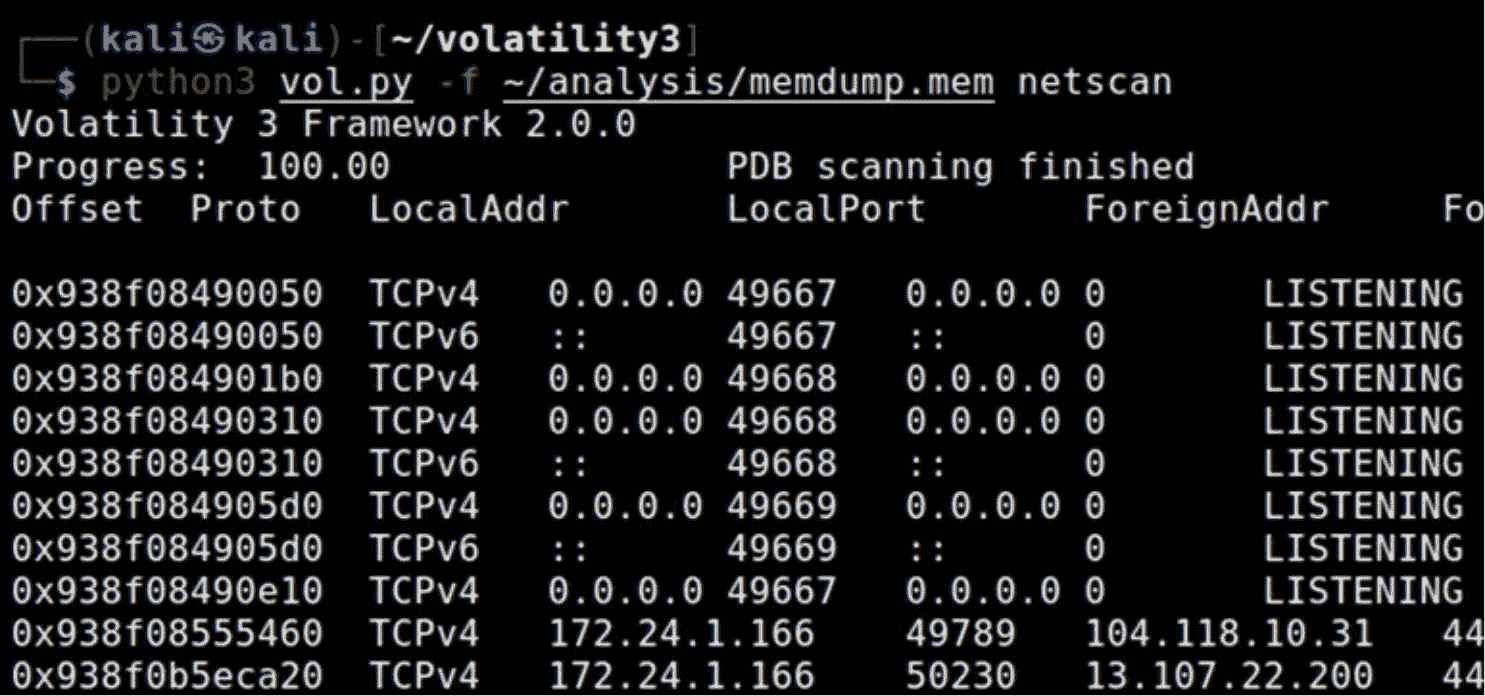 (kali㉿kali)-[~/volatility3]
$ python3 vol.py -f ~/analysis/memdump.mem netscan
Volatility 3 Framework 2.0.0
Progress:  100.00               PDB scanning finished
Offset  Proto   LocalAddr       LocalPort       ForeignAddr     Fo
0x938f08490050  TCPv4   0.0.0.0 49667   0.0.0.0 0       LISTENING
0x938f08490050  TCPv6   ::      49667   ::      0       LISTENING
0x938f084901b0  TCPv4   0.0.0.0 49668   0.0.0.0 0       LISTENING
0x938f08490310  TCPv4   0.0.0.0 49668   0.0.0.0 0       LISTENING
0x938f08490310  TCPv6   ::      49668   ::      0       LISTENING
0x938f084905d0  TCPv4   0.0.0.0 49669   0.0.0.0 0       LISTENING
0x938f084905d0  TCPv6   ::      49669   ::      0       LISTENING
0x938f08490e10  TCPv4   0.0.0.0 49667   0.0.0.0 0       LISTENING
0x938f08555460  TCPv4   172.24.1.166    49789   104.118.10.31   44
0x938f0b5eca20  TCPv4   172.24.1.166    50230   13.107.22.200   44